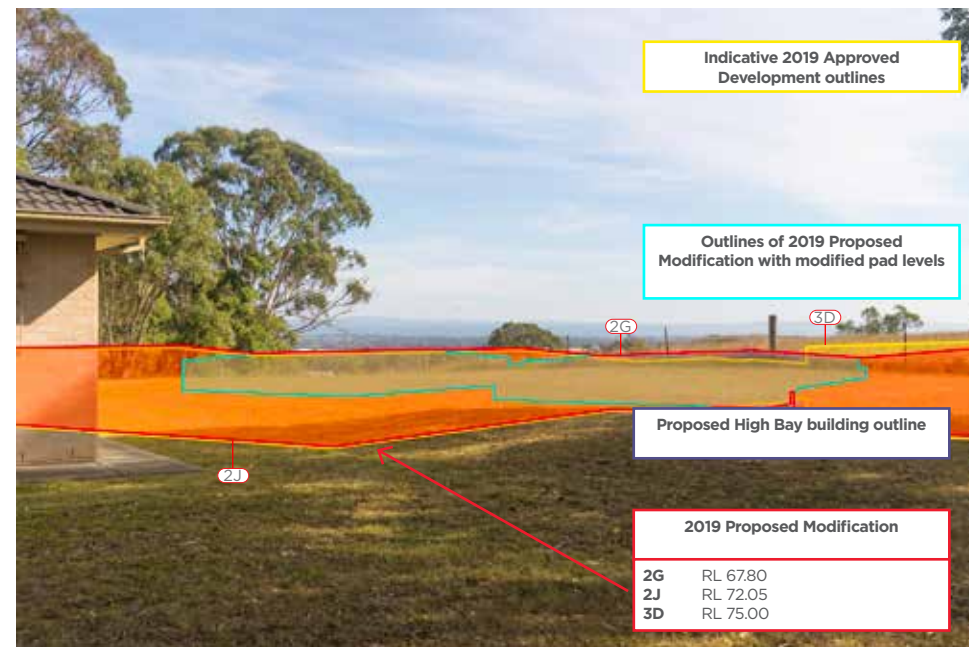 Indicative 2019 Approved
Development outlines
Outlines of 2019 Proposed
Modification with modified pad levels
2G
3D
Proposed High Bay building outline
2J
2019 Proposed Modification
2G RL 67.80
2J RL 72.05
3D RL 75.00